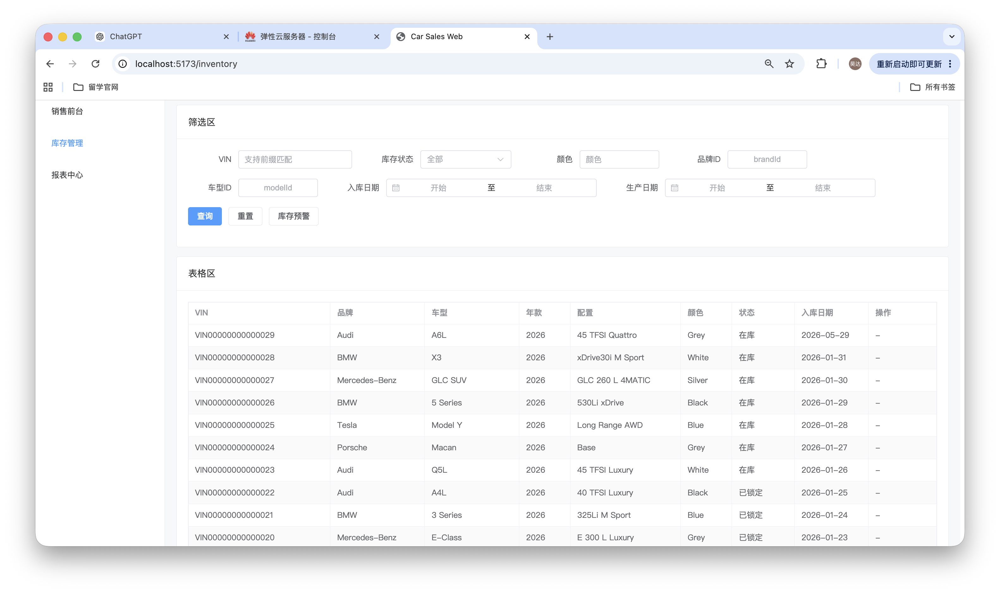 ChatGPT
弹性云服务器 - 控制台
Car Sales Web
localhost:5173/inventory
昊达
重新启动即可更新
留学官网
所有书签
销售前台
库存管理
报表中心
筛选区
VIN 支持前缀匹配 库存状态 全部 颜色 颜色 品牌ID brandId
车型ID modelId 入库日期 开始 至 结束 生产日期 开始 至 结束
查询 重置 库存预警
表格区
VIN 品牌 车型 年款 配置 颜色 状态 入库日期 操作
VIN00000000000029 Audi A6L 2026 45 TFSI Quattro Grey 在库 2026-05-29 -
VIN00000000000028 BMW X3 2026 xDrive30i M Sport White 在库 2026-01-31 -
VIN00000000000027 Mercedes-Benz GLC SUV 2026 GLC 260 L 4MATIC Silver 在库 2026-01-30 -
VIN00000000000026 BMW 5 Series 2026 530Li xDrive Black 在库 2026-01-29 -
VIN00000000000025 Tesla Model Y 2026 Long Range AWD Blue 在库 2026-01-28 -
VIN00000000000024 Porsche Macan 2026 Base Grey 在库 2026-01-27 -
VIN00000000000023 Audi Q5L 2026 45 TFSI Luxury White 在库 2026-01-26 -
VIN00000000000022 Audi A4L 2026 40 TFSI Luxury Black 已锁定 2026-01-25 -
VIN00000000000021 BMW 3 Series 2026 325Li M Sport Blue 已锁定 2026-01-24 -
VIN00000000000020 Mercedes-Benz E-Class 2026 E 300 L Luxury Grey 已锁定 2026-01-23 -